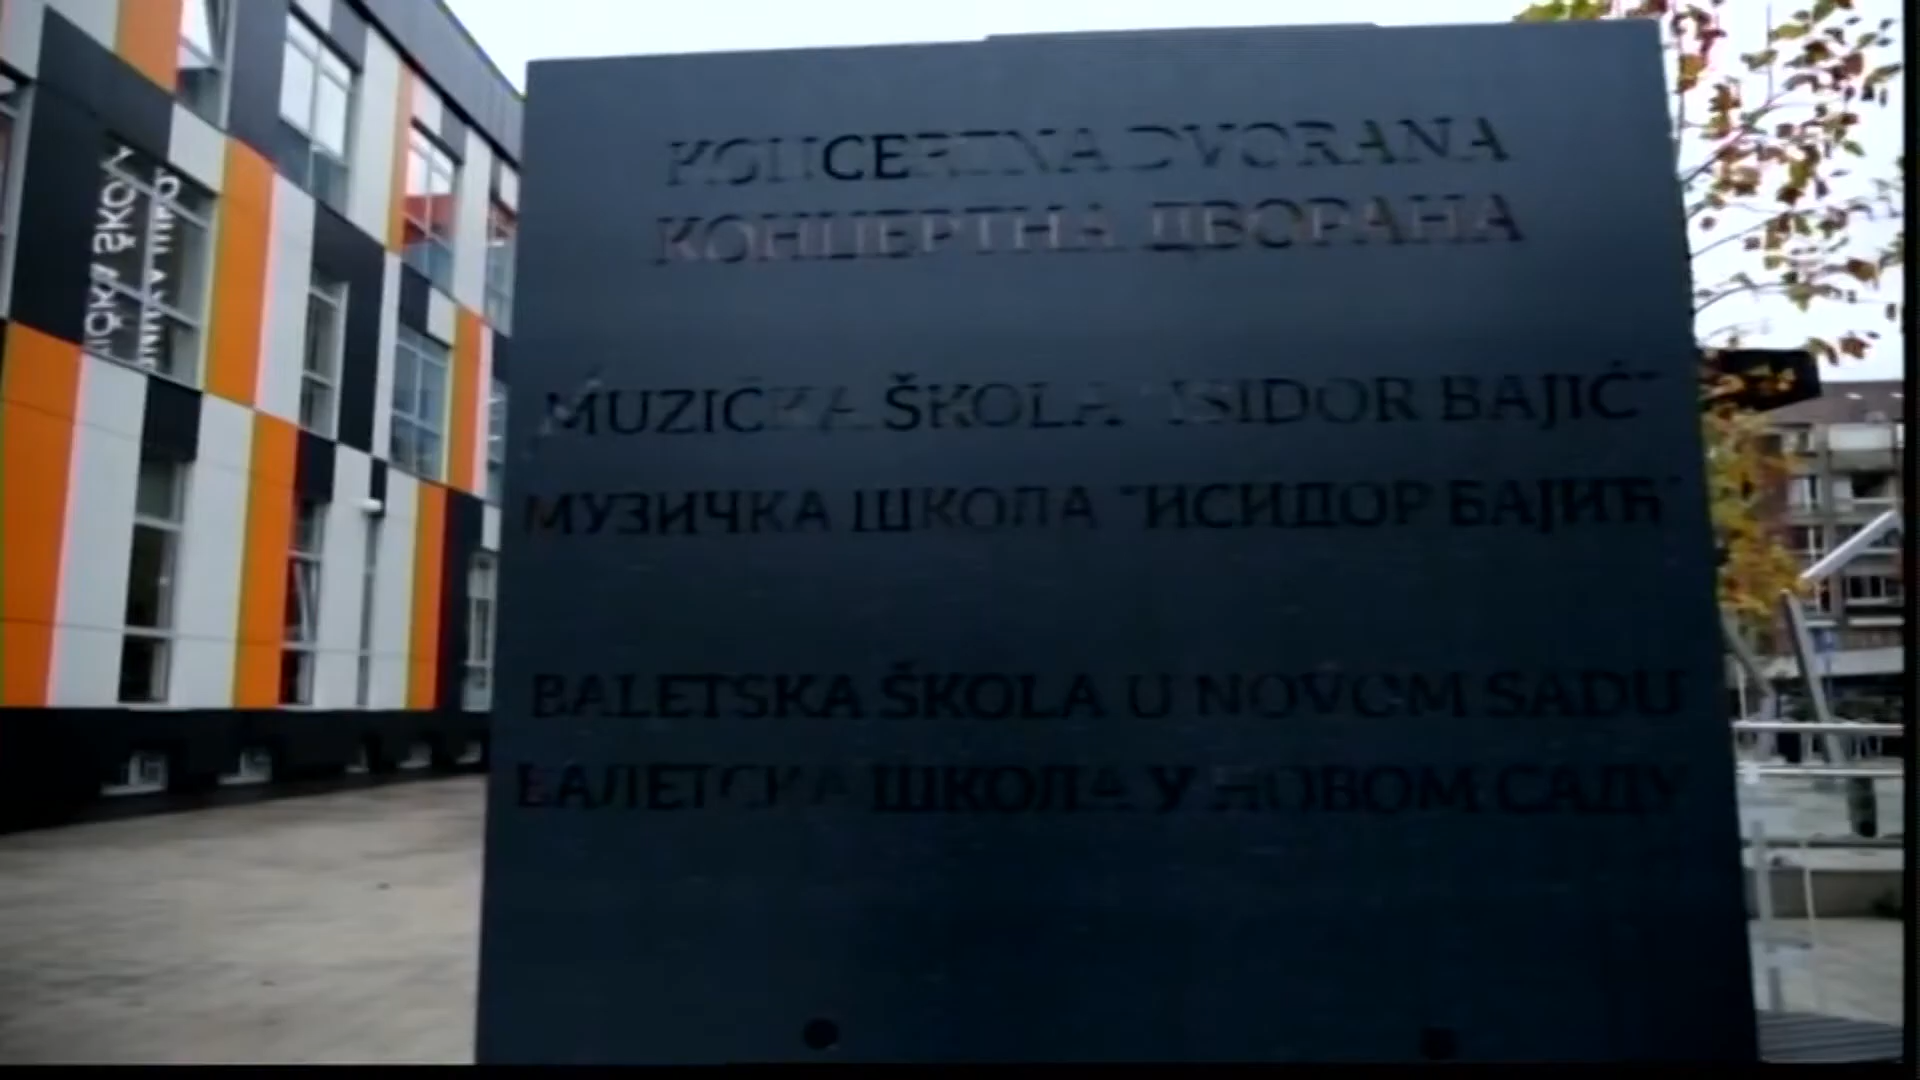 KONCERTNA DVORANA
КОНЦЕРТНА ДВОРАНА
MUZIČKA ŠKOLA "ISIDOR BAJIĆ"
МУЗИЧКА ШКОЛА "ИСИДОР БАЈИЋ"
BALETSKA ŠKOLA U NOVOM SADU
БАЛЕТСКА ШКОЛА У НОВОМ САДУ